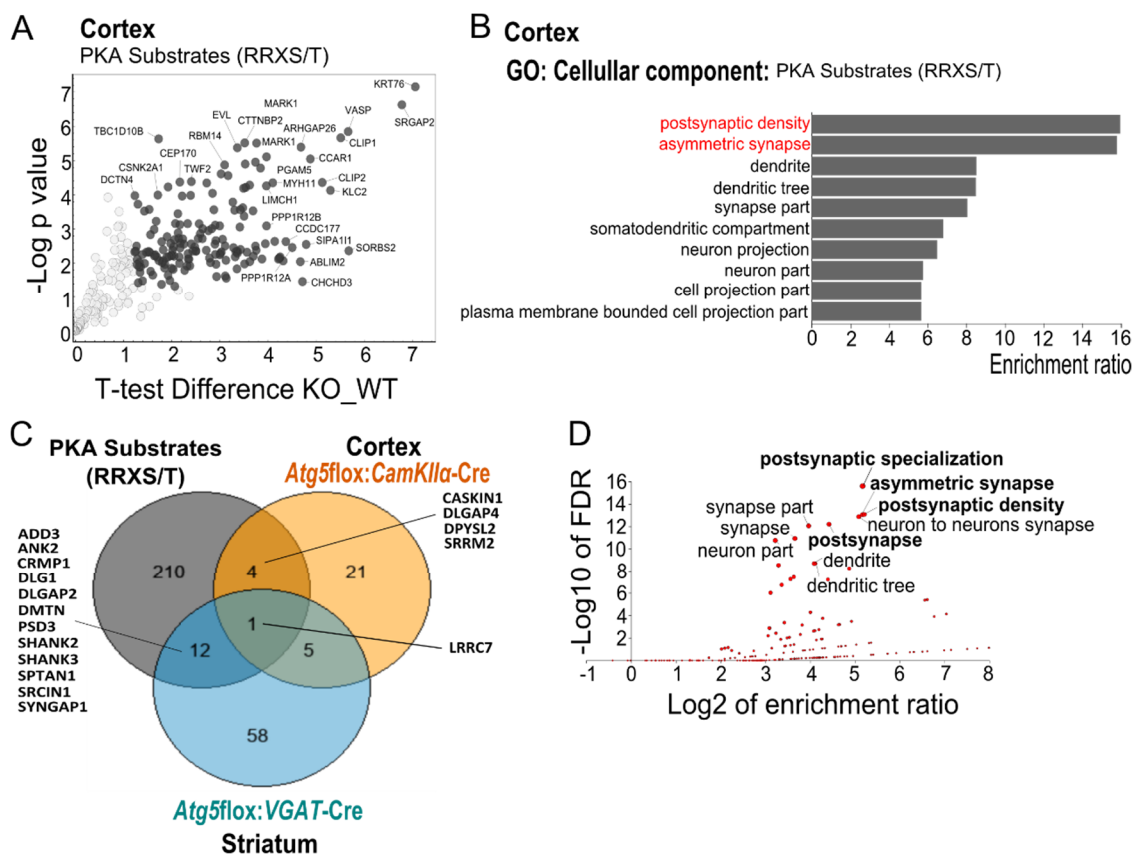 A
Cortex
PKA Substrates (RRXS/T)
-Log p value
7
6
5
4
3
2
1
0
KRT76
MARK1
VASP
SRGAP2
EVL
CTTNBP2
TBC1D10B
RBM14
ARHGAP26
CLIP1
MARK1
CEP170
CCAR1
CSNK2A1
TWF2
PGAM5
CLIP2
DCTN4
MYH11
KLC2
LIMCH1
PPP1R12B
CCDC177
SIPA1I1
SORBS2
ABLIM2
PPP1R12A
CHCHD3
0 1 2 3 4 5 6 7
T-test Difference KO_WT
B
Cortex
GO: Cellular component: PKA Substrates (RRXS/T)
postsynaptic density
asymmetric synapse
dendrite
dendritic tree
synapse part
somatodendritic compartment
neuron projection
neuron part
cell projection part
plasma membrane bounded cell projection part
0 2 4 6 8 10 12 14 16
Enrichment ratio
C
PKA Substrates
(RRXS/T)
Cortex
Atg5flox:CamKIIα-Cre
CASKIN1
DLGAP4
DPYSL2
SRRM2
ADD3
ANK2
CRMP1
DLG1
DLGAP2
DMTN
PSD3
SHANK2
SHANK3
SPTAN1
SRCIN1
SYNGAP1
210
4
21
1
12
5
58
LRRC7
Atg5flox:VGAT-Cre
Striatum
D
-Log10 of FDR
16
14
12
10
8
6
4
2
postsynaptic specialization
asymmetric synapse
postsynaptic density
synapse part
neuron to neurons synapse
synapse
postsynapse
neuron part
dendrite
dendritic tree
-1 0 1 2 3 4 5 6 7 8
Log2 of enrichment ratio